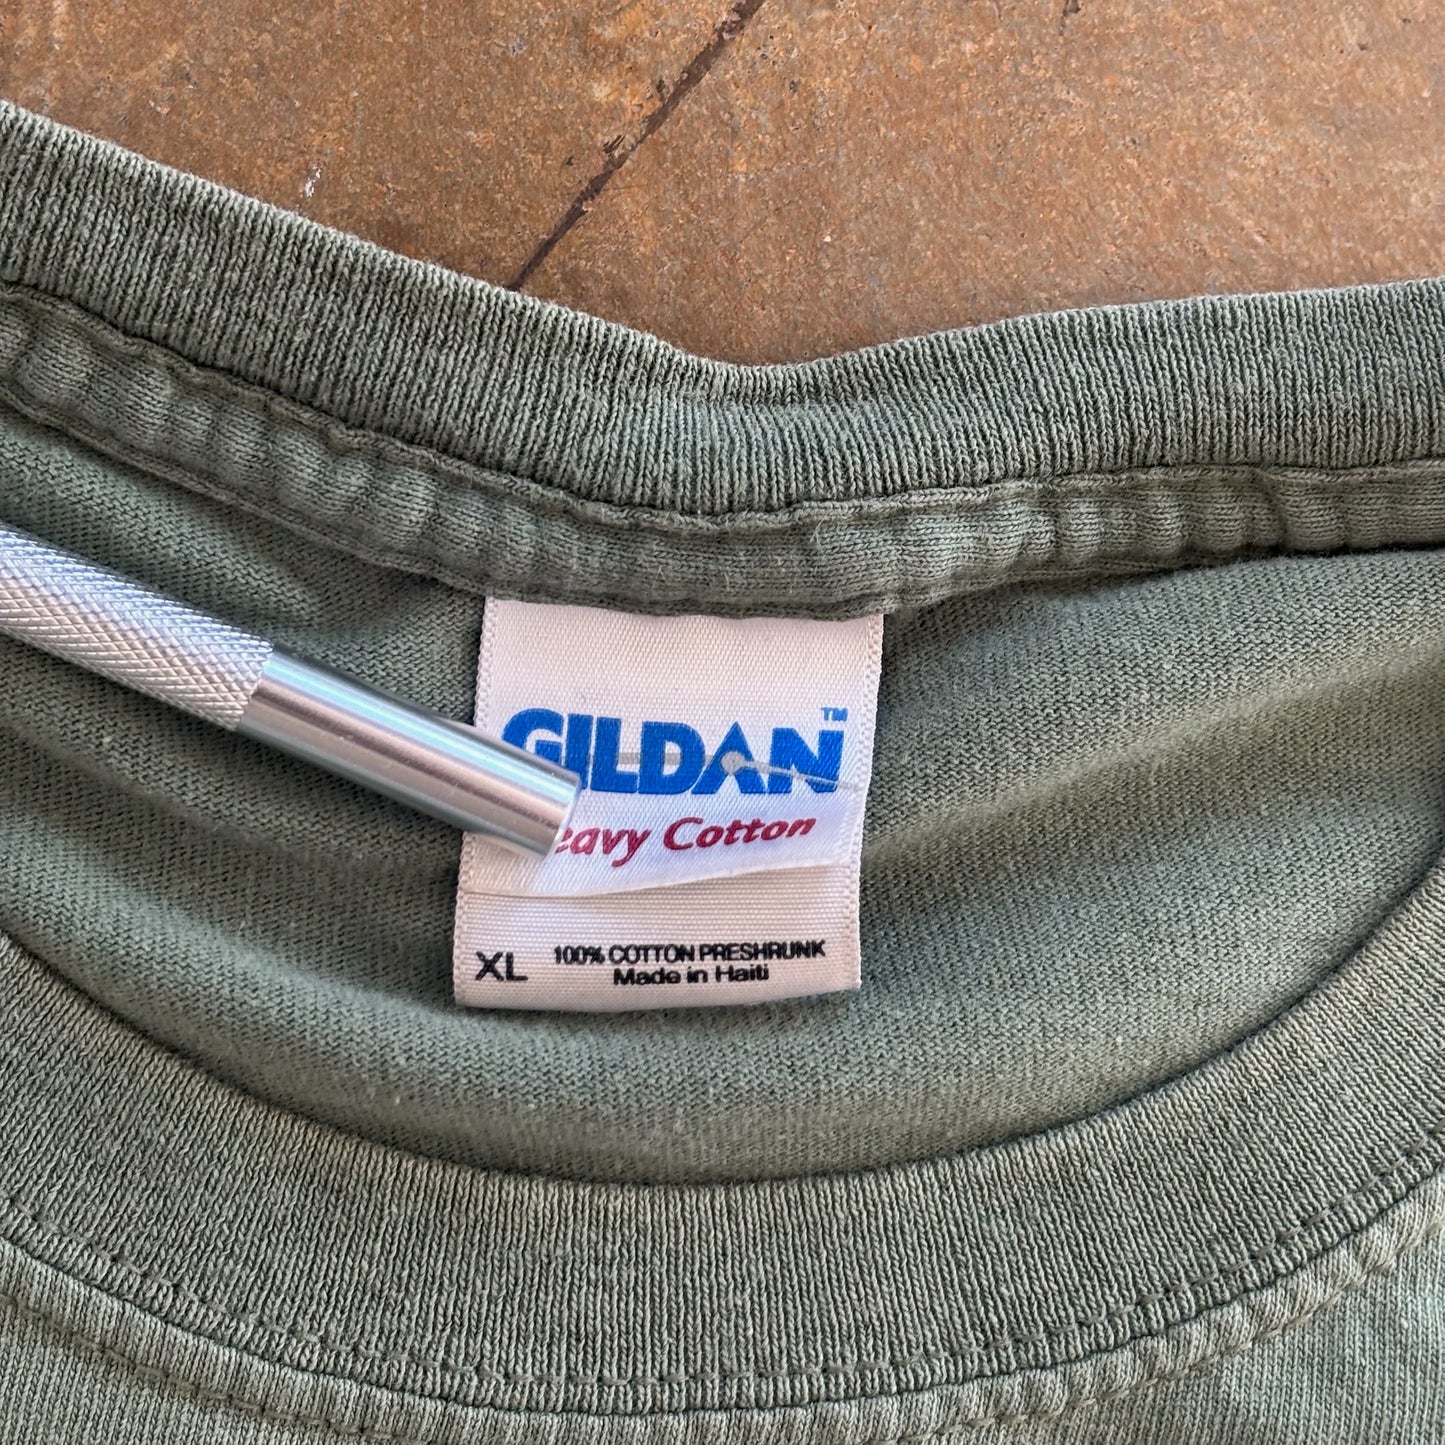 GILDAN™
eavy Cotton
XL 100% COTTON PRESHRUNK
Made in Haiti